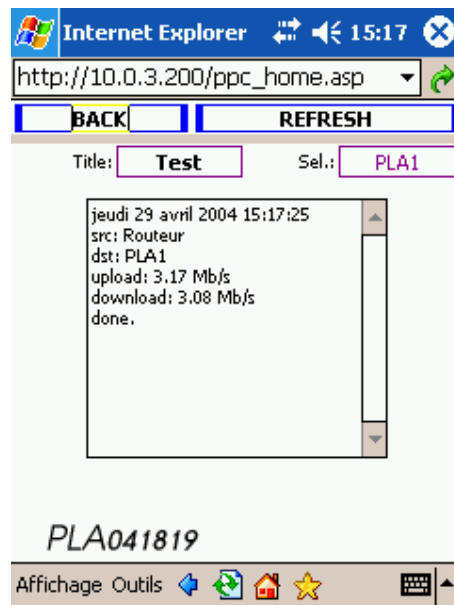 Internet Explorer 15:17
http://10.0.3.200/ppc_home.asp
BACK REFRESH
Title: Test Sel.: PLA1
jeudi 29 avril 2004 15:17:25
src: Routeur
dst: PLA1
upload: 3.17 Mb/s
download: 3.08 Mb/s
done.
PLA041819
Affichage Outils